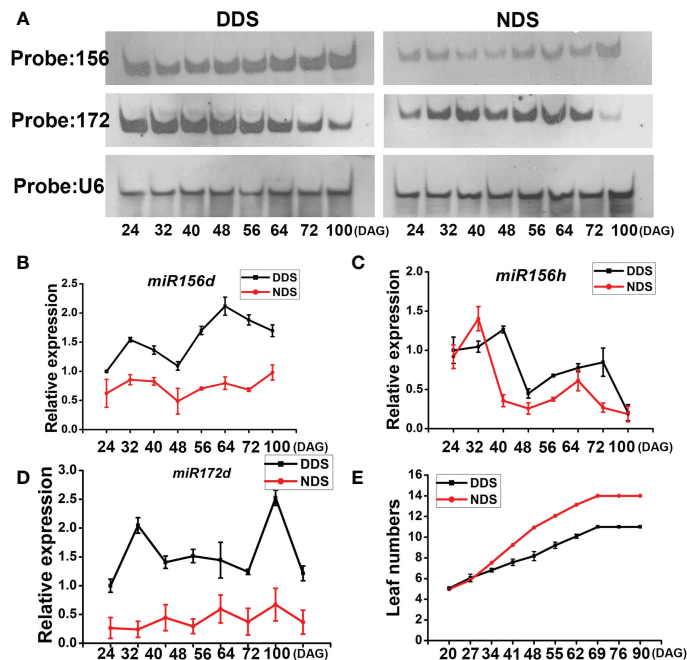 A
DDS
NDS
Probe:156
Probe:172
Probe:U6
24 32 40 48 56 64 72 100(DAG)
24 32 40 48 56 64 72 100(DAG)
B
miR156d
DDS
NDS
Relative expression
2.5
2.0
1.5
1.0
0.5
0.0
24 32 40 48 56 64 72 100 (DAG)
C
miR156h
DDS
NDS
Relative expression
2.0
1.5
1.0
0.5
0.0
24 32 40 48 56 64 72 100 (DAG)
D
miR172d
DDS
NDS
Relative expression
3.0
2.5
2.0
1.5
1.0
0.5
0.0
24 32 40 48 56 64 72 100 (DAG)
E
DDS
NDS
Leaf numbers
16
14
12
10
8
6
4
2
0
20 27 34 41 48 55 62 69 76 90(DAG)